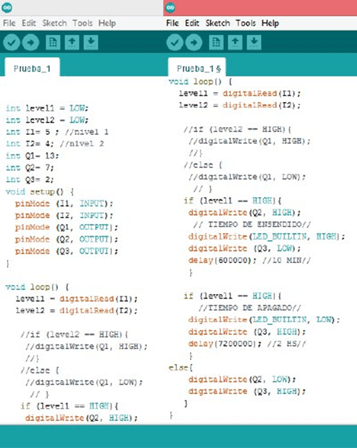 File Edit Sketch Tools Help
Prueba_1
int level1 = LOW;
int level2 = LOW;
int I1= 5 ; //nivel 1
int I2= 4; //nivel 2
int Q1= 13;
int Q2= 7;
int Q3= 2;
void setup() {
pinMode (I1, INPUT);
pinMode (I2, INPUT);
pinMode (Q1, OUTPUT);
pinMode (Q2, OUTPUT);
pinMode (Q3, OUTPUT);
}
void loop() {
level1 = digitalRead(I1);
level2 = digitalRead(I2);
//if (level2 == HIGH){
//digitalWrite(Q1, HIGH);
//}
//else {
//digitalWrite(Q1, LOW);
// }
if (level1 == HIGH){
digitalWrite(Q2, HIGH);
File Edit Sketch Tools Help
Prueba_1 §
void loop() {
level1 = digitalRead(I1);
level2 = digitalRead(I2);
//if (level2 == HIGH){
//digitalWrite(Q1, HIGH);
//}
//else {
//digitalWrite(Q1, LOW);
// }
if (level1 == HIGH){
digitalWrite(Q2, HIGH);
// TIEMPO DE ENSENDIDO//
digitalWrite(LED_BUILTIN, HIGH);
digitalWrite (Q3, LOW);
delay(600000); //10 MIN//
}
if (level1 == HIGH){
//TIEMPO DE APAGADO//
digitalWrite(LED_BUILTIN, LOW);
digitalWrite (Q3, HIGH);
delay(7200000); //2 HS//
}
else{
digitalWrite(Q2, LOW);
digitalWrite (Q3, HIGH);
}
}